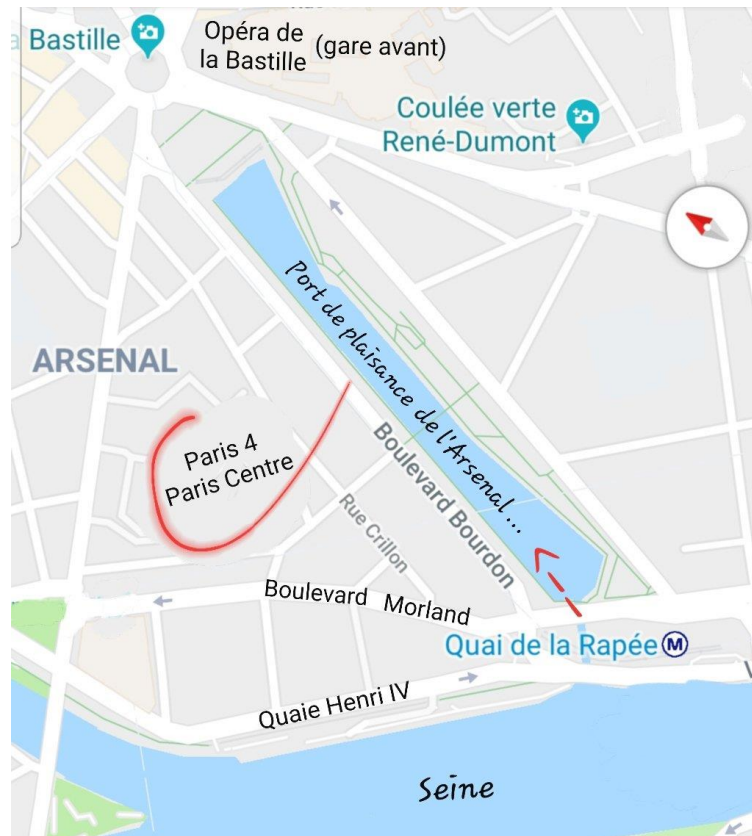 Bastille
Opéra de
la Bastille
(gare avant)
Coulée verte
René-Dumont
Port de plaisance de l'Arsenal ...
ARSENAL
Paris 4
Paris Centre
Boulevard Bourdon
Rue Crillon
Boulevard Morland
Quai de la Rapée M
Quaie Henri IV
Seine